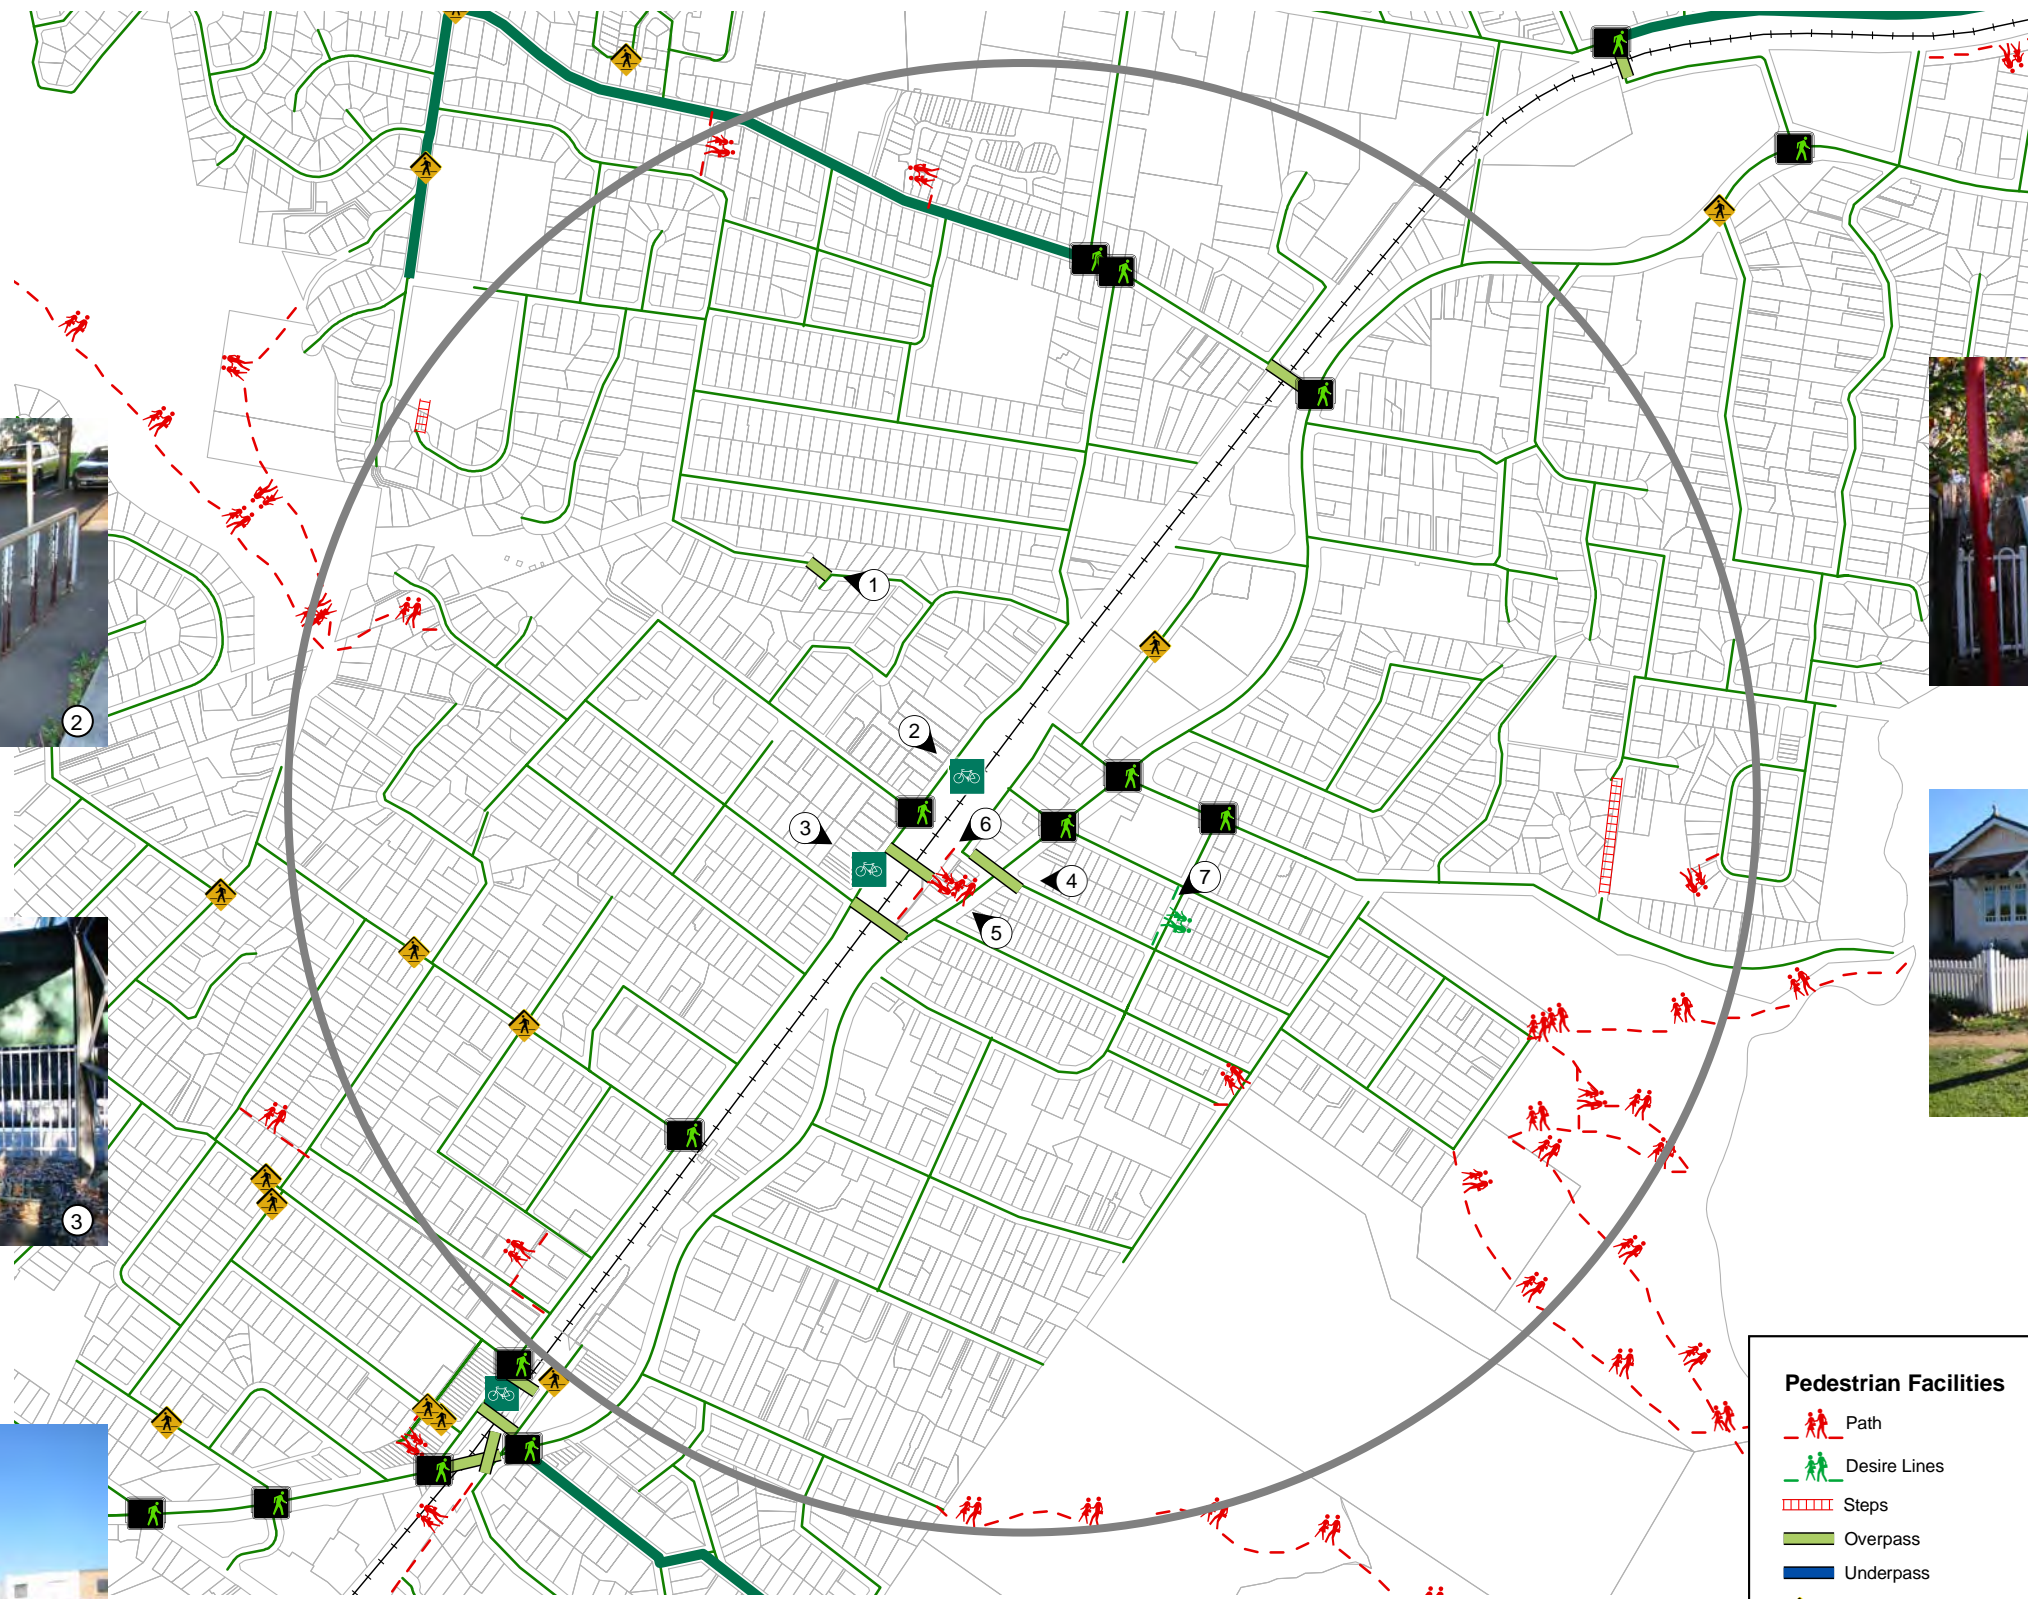 1
2
2
3
6
4
7
5
3
Pedestrian Facilities
Path
Desire Lines
Steps
Overpass
Underpass